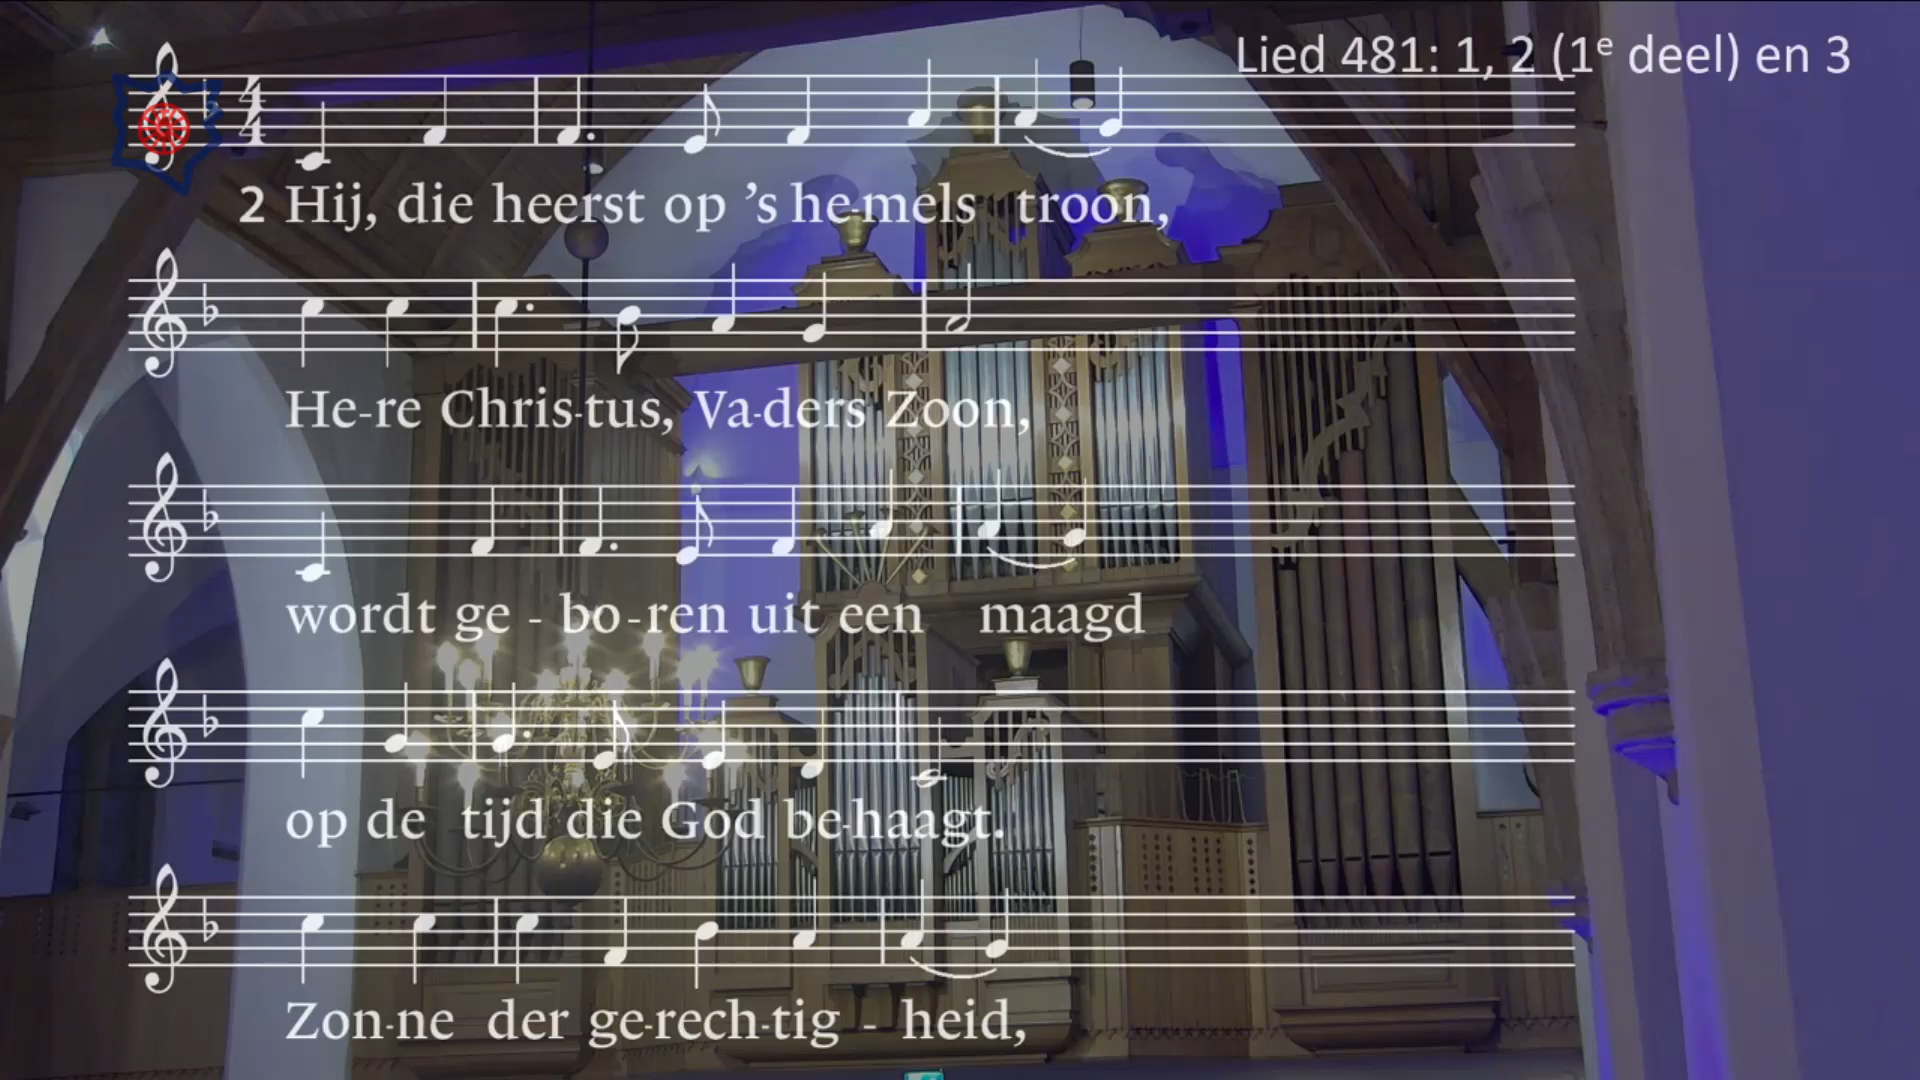 Lied 481: 1, 2 (1e deel) en 3
2 Hij, die heerst op ’s he-mels troon,
He-re Chris-tus, Va-ders Zoon,
wordt ge - bo-ren uit een maagd
op de tijd die God be-haagt.
Zon-ne der ge-rech-tig - heid,